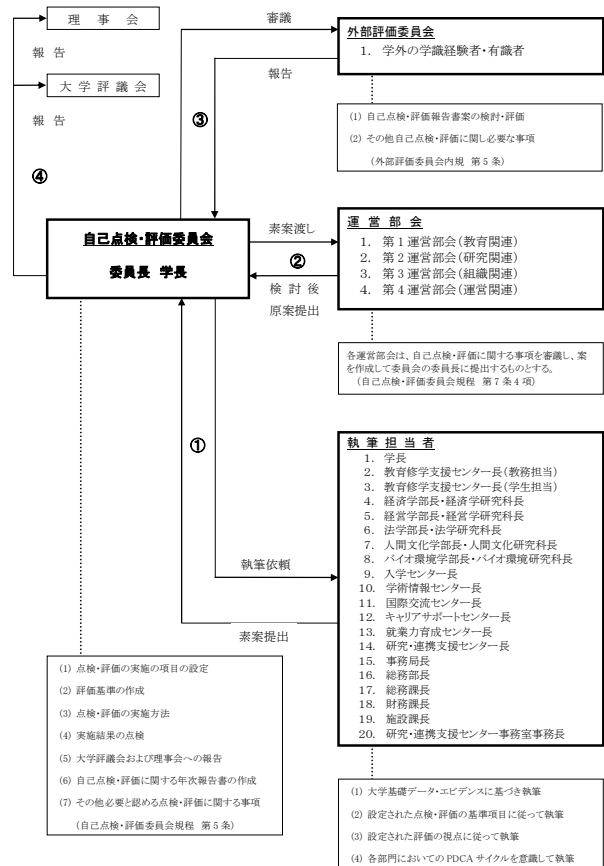 理 事 会
報 告
大 学 評 議 会
報 告
④
審議
報告
③
外部評価委員会
1. 学外の学識経験者・有識者
(1) 自己点検・評価報告書案の検討・評価
(2) その他自己点検・評価に関し必要な事項
(外部評価委員会内規 第5条)
自己点検・評価委員会
委員長 学長
素案渡し
②
検 討 後
原案提出
運 営 部 会
1. 第1運営部会(教育関連)
2. 第2運営部会(研究関連)
3. 第3運営部会(組織関連)
4. 第4運営部会(運営関連)
各運営部会は、自己点検・評価に関する事項を審議し、案
を作成して委員会の委員長に提出するものとする。
(自己点検・評価委員会規程 第7条4項)
①
執筆依頼
素案提出
執 筆 担 当 者
1. 学長
2. 教育修学支援センター長(教務担当)
3. 教育修学支援センター長(学生担当)
4. 経済学部長・経済学研究科長
5. 経営学部長・経営学研究科長
6. 法学部長・法学研究科長
7. 人間文化学部長・人間文化研究科長
8. バイオ環境学部長・バイオ環境研究科長
9. 入学センター長
10. 学術情報センター長
11. 国際交流センター長
12. キャリアサポートセンター長
13. 就業力育成センター長
14. 研究・連携支援センター長
15. 事務局長
16. 総務部長
17. 総務課長
18. 財務課長
19. 施設課長
20. 研究・連携支援センター事務室事務長
(1) 点検・評価の実施の項目の設定
(2) 評価基準の作成
(3) 点検・評価の実施方法
(4) 実施結果の点検
(5) 大学評議会および理事会への報告
(6) 自己点検・評価に関する年次報告書の作成
(7) その他必要と認める点検・評価に関する事項
(自己点検・評価委員会規程 第5条)
(1) 大学基礎データ・エビデンスに基づき執筆
(2) 設定された点検・評価の基準項目に従って執筆
(3) 設定された評価の視点に従って執筆
(4) 各部門においてのPDCAサイクルを意識して執筆